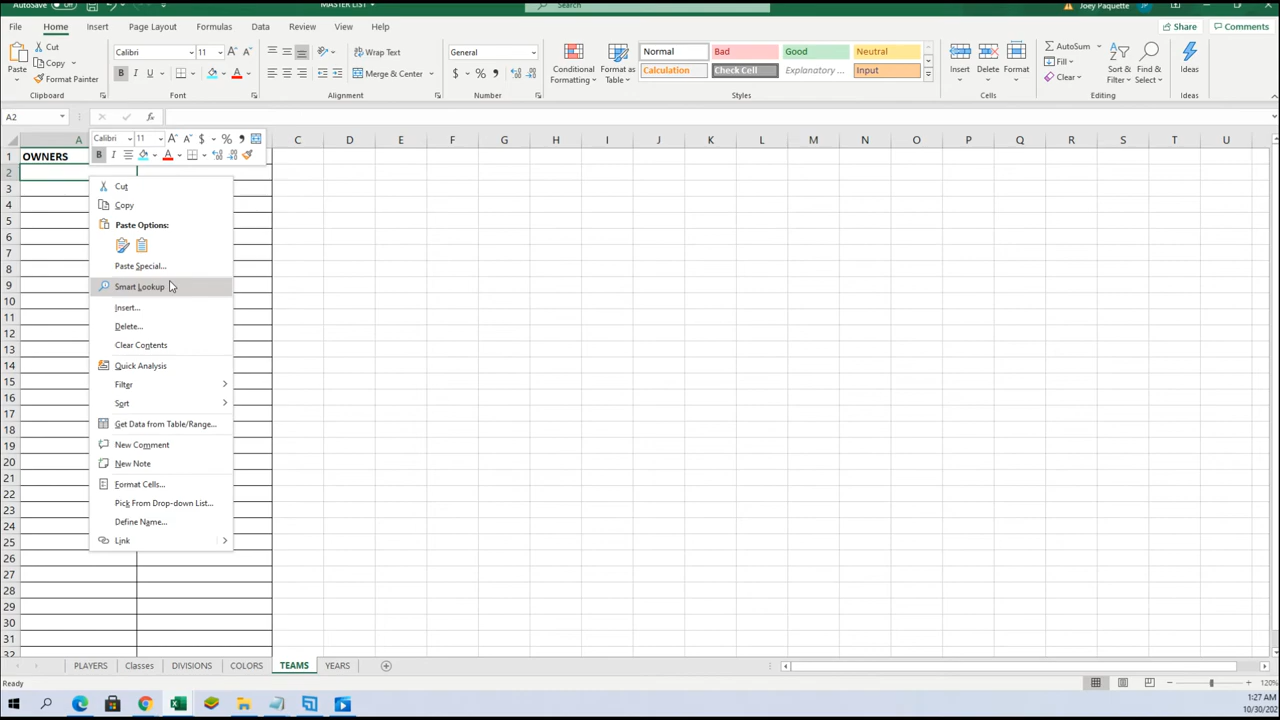 AutoSave Off MASTER LIST Search Joey Paquette
File Home Insert Page Layout Formulas Data Review View Help Share Comments
Cut Calibri 11 Wrap Text General Normal Bad Good Neutral AutoSum
Copy Fill
Paste Format Painter Merge & Center Conditional Formatting Format as Table Calculation Check Cell Explanatory ... Input Insert Delete Format Clear Sort & Filter Find & Select Ideas
Clipboard Font Alignment Number Styles Cells Editing Ideas
A2 fx
Calibri 11
A C D E F G H I J K L M N O P Q R S T U
1 OWNERS
2
3
4
5
6
7
8
9
10
11
12
13
14
15
16
17
18
19
20
21
22
23
24
25
26
27
28
29
30
31
32
Cut
Copy
Paste Options:
Paste Special...
Smart Lookup
Insert...
Delete...
Clear Contents
Quick Analysis
Filter
Sort
Get Data from Table/Range...
New Comment
New Note
Format Cells...
Pick From Drop-down List...
Define Name...
Link
PLAYERS Classes DIVISIONS COLORS TEAMS YEARS
Ready 120%
1:27 AM
10/30/202